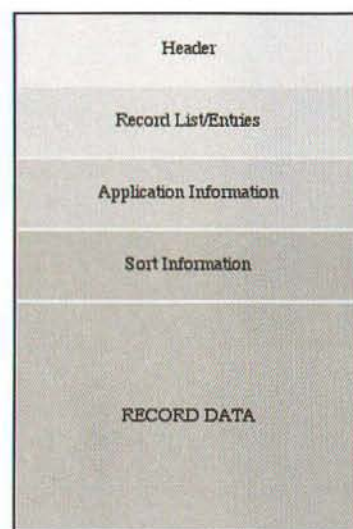 Header
Record List/Entries
Application Information
Sort Information
RECORD DATA